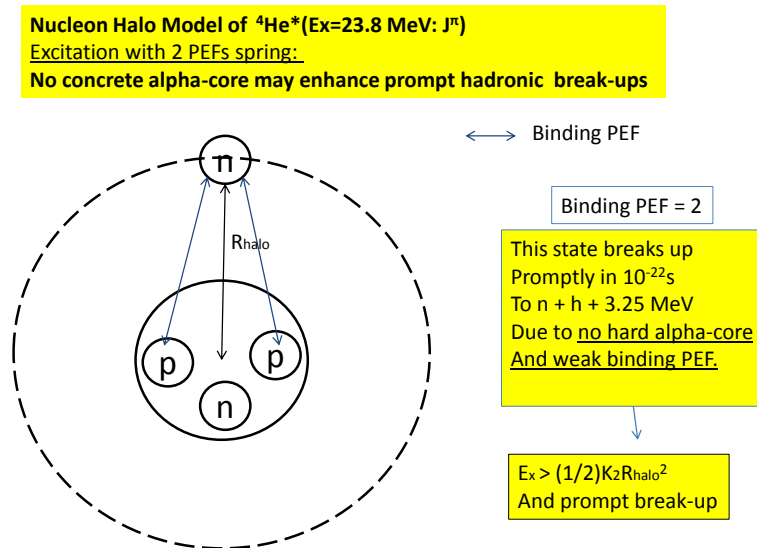 Nucleon Halo Model of ⁴He*(Ex=23.8 MeV: Jᵖⁱ)
Excitation with 2 PEFs spring:
No concrete alpha-core may enhance prompt hadronic break-ups
Binding PEF
n
Rhalo
p
p
n
Binding PEF = 2
This state breaks up
Promptly in 10⁻²²s
To n + h + 3.25 MeV
Due to no hard alpha-core
And weak binding PEF.
Ex > (1/2)K2Rhalo²
And prompt break-up